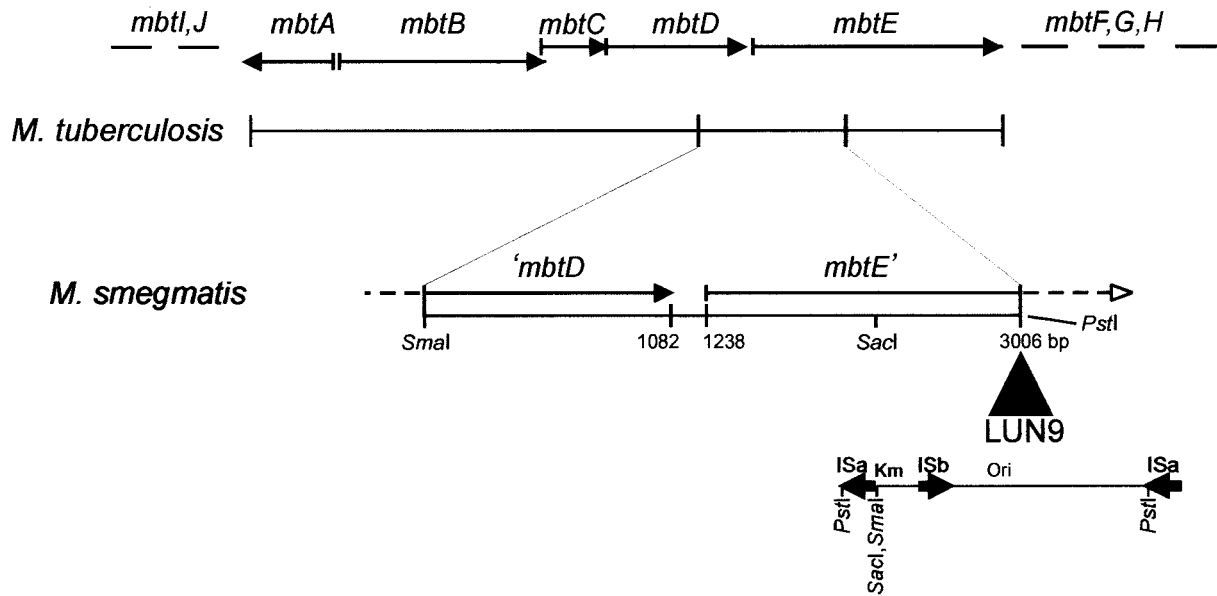 mbtI,J mbtA mbtB mbtC mbtD mbtE mbtF,G,H
M. tuberculosis
M. smegmatis 'mbtD mbtE'
SmaI 1082 1238 SacI 3006 bp PstI
LUN9
ISa Km ISb Ori ISa
PstI SacI,SmaI PstI